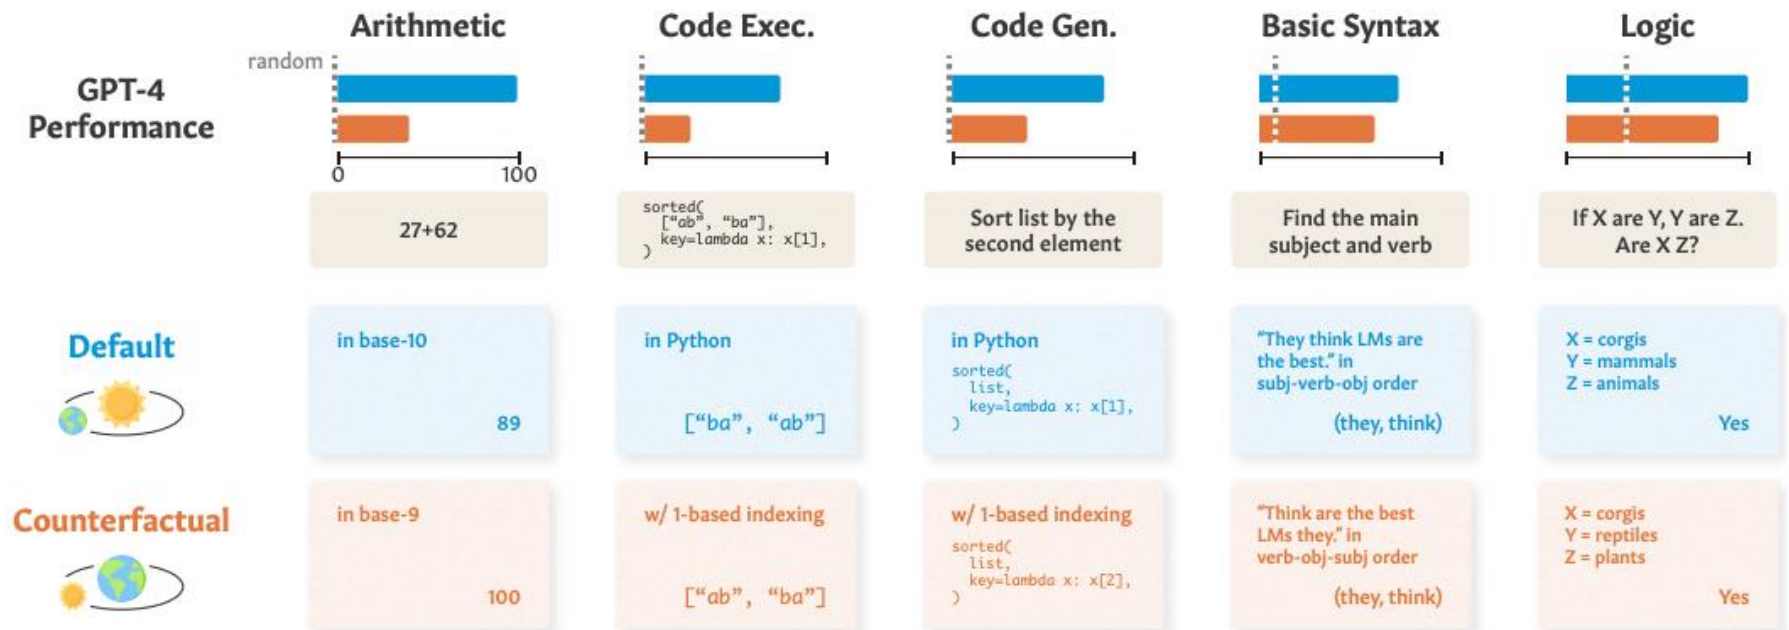 Arithmetic
Code Exec.
Code Gen.
Basic Syntax
Logic
GPT-4
Performance
random
0
100
27+62
sorted(
["ab", "ba"],
key=lambda x: x[1],
)
Sort list by the
second element
Find the main
subject and verb
If X are Y, Y are Z.
Are X Z?
Default
in base-10
89
in Python
["ba", "ab"]
in Python
sorted(
list,
key=lambda x: x[1],
)
"They think LMs are
the best." in
subj-verb-obj order
(they, think)
X = corgis
Y = mammals
Z = animals
Yes
Counterfactual
in base-9
100
w/ 1-based indexing
["ab", "ba"]
w/ 1-based indexing
sorted(
list,
key=lambda x: x[2],
)
"Think are the best
LMs they." in
verb-obj-subj order
(they, think)
X = corgis
Y = reptiles
Z = plants
Yes